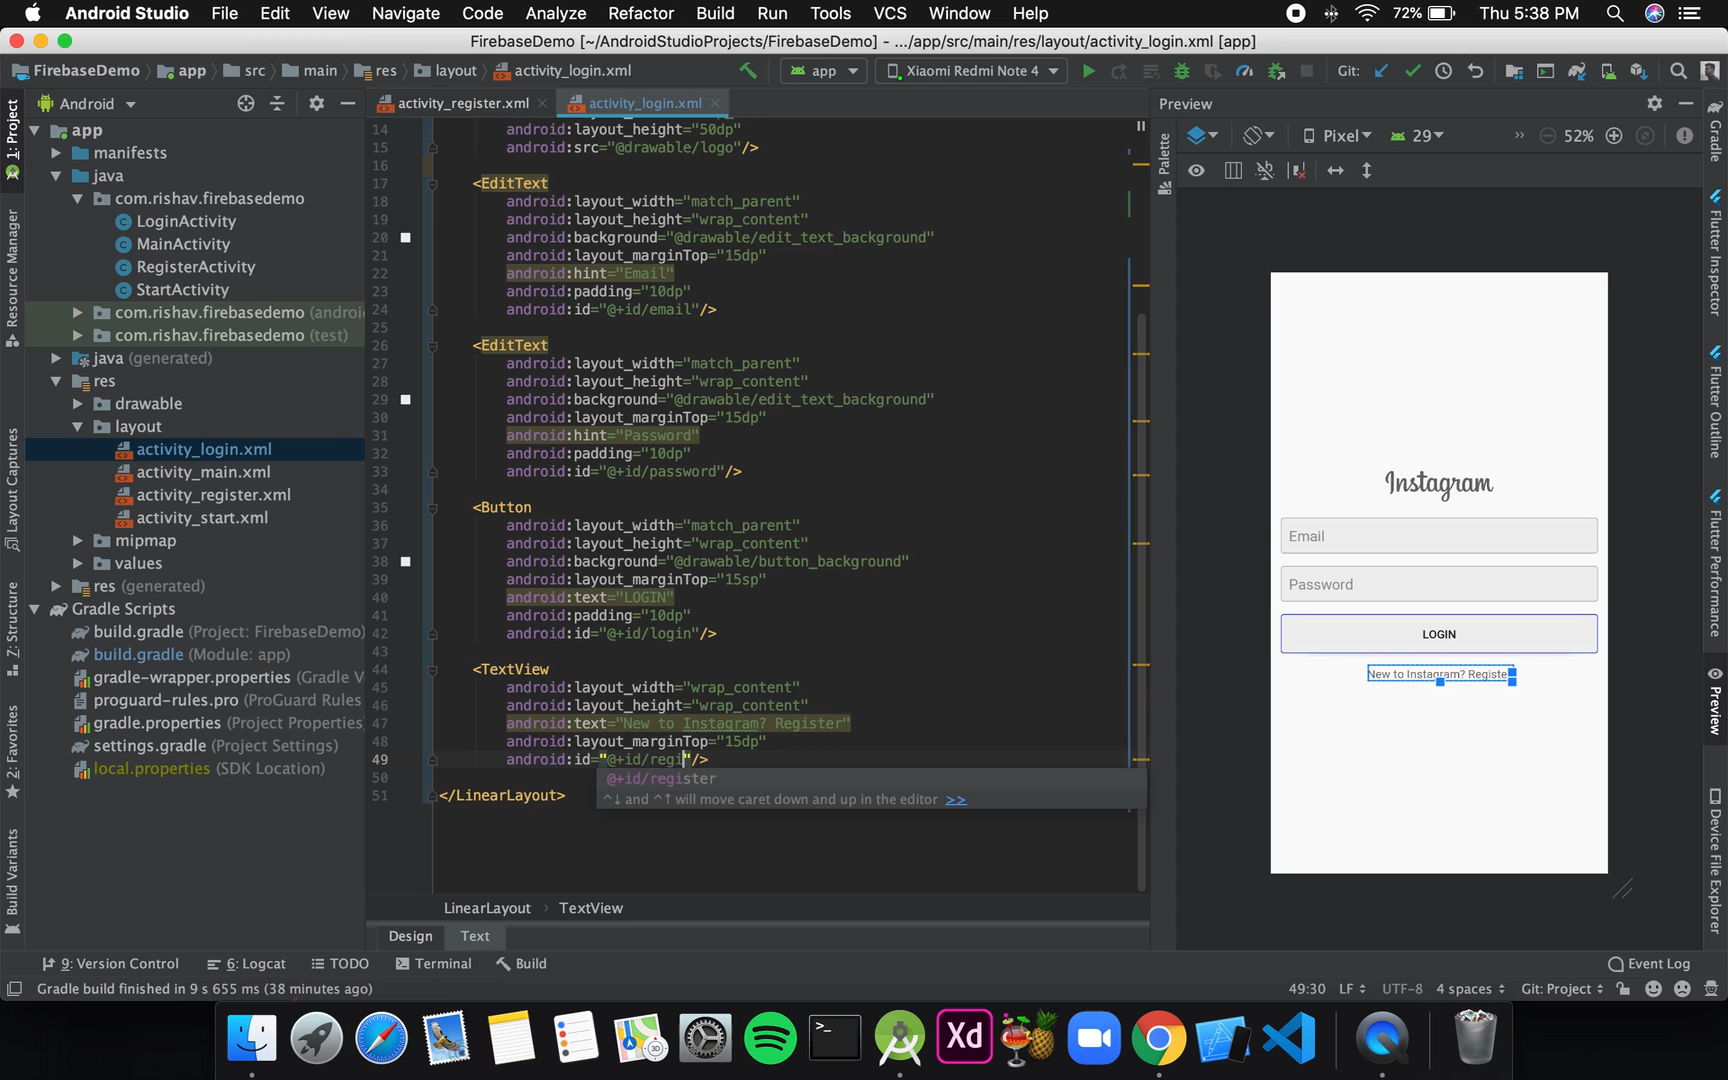 Android Studio File Edit View Navigate Code Analyze Refactor Build Run Tools VCS Window Help 72% Thu 5:38 PM
FirebaseDemo [~/AndroidStudioProjects/FirebaseDemo] - .../app/src/main/res/layout/activity_login.xml [app]
FirebaseDemo app src main res layout activity_login.xml app Xiaomi Redmi Note 4 Git:
Android
activity_register.xml activity_login.xml
Preview
app
manifests
java
com.rishav.firebasedemo
LoginActivity
MainActivity
RegisterActivity
StartActivity
com.rishav.firebasedemo (androi
com.rishav.firebasedemo (test)
java (generated)
res
drawable
layout
activity_login.xml
activity_main.xml
activity_register.xml
activity_start.xml
mipmap
values
res (generated)
Gradle Scripts
build.gradle (Project: FirebaseDemo)
build.gradle (Module: app)
gradle-wrapper.properties (Gradle V
proguard-rules.pro (ProGuard Rules
gradle.properties (Project Properties)
settings.gradle (Project Settings)
local.properties (SDK Location)
1: Project
Resource Manager
Layout Captures
7: Structure
2: Favorites
Build Variants
14 android:layout_height="50dp"
15 android:src="@drawable/logo"/>
16
17 <EditText
18 android:layout_width="match_parent"
19 android:layout_height="wrap_content"
20 android:background="@drawable/edit_text_background"
21 android:layout_marginTop="15dp"
22 android:hint="Email"
23 android:padding="10dp"
24 android:id="@+id/email"/>
25
26 <EditText
27 android:layout_width="match_parent"
28 android:layout_height="wrap_content"
29 android:background="@drawable/edit_text_background"
30 android:layout_marginTop="15dp"
31 android:hint="Password"
32 android:padding="10dp"
33 android:id="@+id/password"/>
34
35 <Button
36 android:layout_width="match_parent"
37 android:layout_height="wrap_content"
38 android:background="@drawable/button_background"
39 android:layout_marginTop="15sp"
40 android:text="LOGIN"
41 android:padding="10dp"
42 android:id="@+id/login"/>
43
44 <TextView
45 android:layout_width="wrap_content"
46 android:layout_height="wrap_content"
47 android:text="New to Instagram? Register"
48 android:layout_marginTop="15dp"
49 android:id="@+id/regi"/>
50
51 </LinearLayout>
@+id/register
^↓ and ^↑ will move caret down and up in the editor >>
LinearLayout › TextView
Design Text
Palette
Pixel 29 >> 52%
Instagram
Email
Password
LOGIN
New to Instagram? Registe
Gradle
Flutter Inspector
Flutter Outline
Flutter Performance
Preview
Device File Explorer
9: Version Control 6: Logcat TODO Terminal Build Event Log
Gradle build finished in 9 s 655 ms (38 minutes ago) 49:30 LF UTF-8 4 spaces Git: Project
3D
>_
Xd